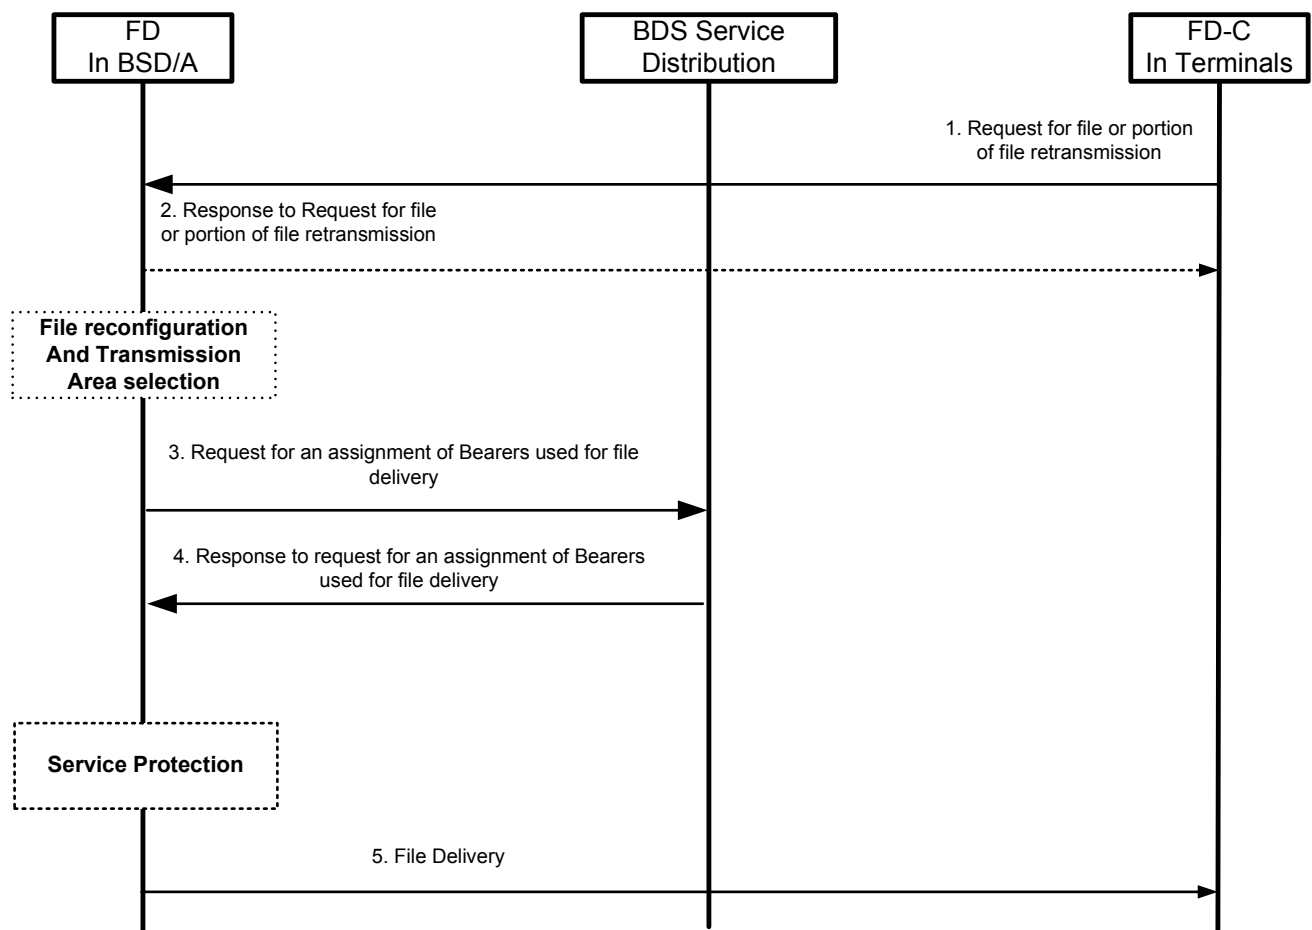 FD
In BSD/A
BDS Service
Distribution
FD-C
In Terminals
1. Request for file or portion
of file retransmission
2. Response to Request for file
or portion of file retransmission
File reconfiguration
And Transmission
Area selection
3. Request for an assignment of Bearers used for file
delivery
4. Response to request for an assignment of Bearers
used for file delivery
Service Protection
5. File Delivery